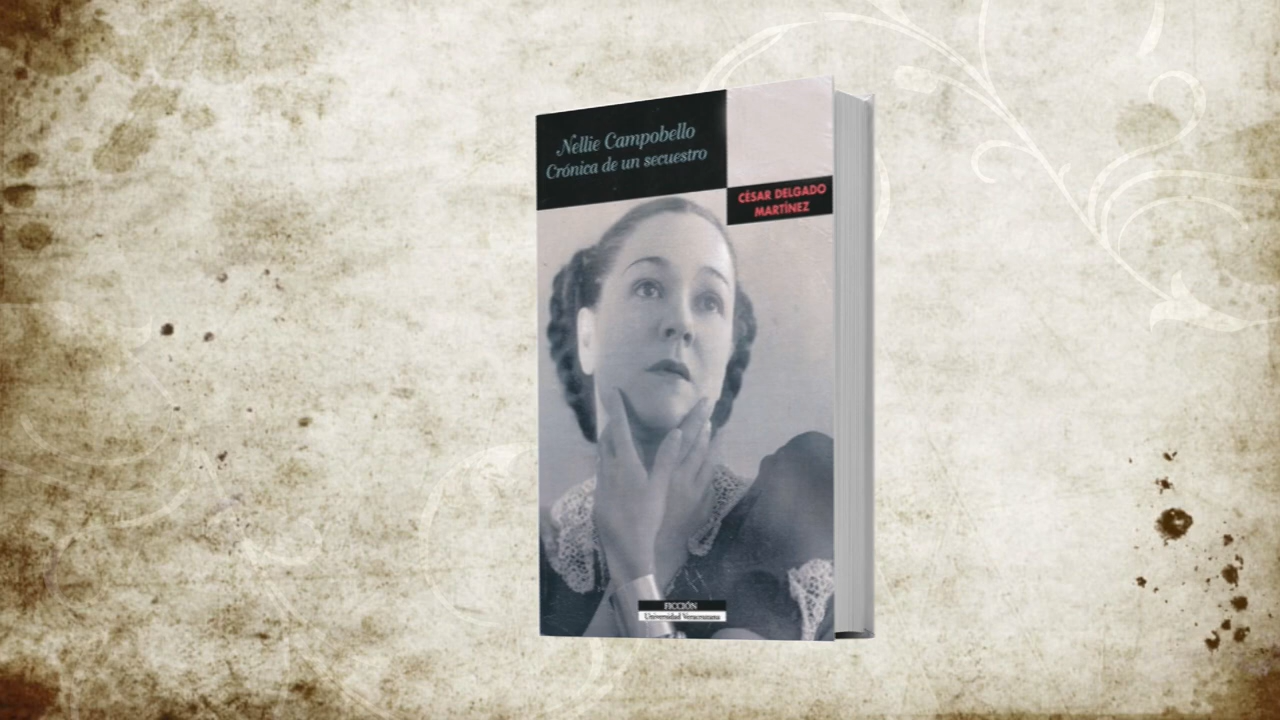 Nellie Campobello
Crónica de un secuestro
CÉSAR DELGADO
MARTÍNEZ
FICCIÓN
Universidad Veracruzana